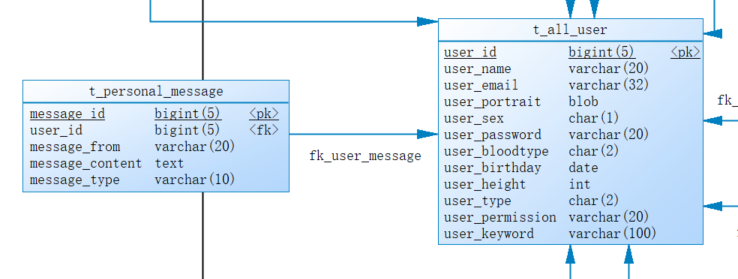 t_all_user
user_id bigint(5) <pk>
user_name varchar(20)
user_email varchar(32)
user_portrait blob
user_sex char(1)
user_password varchar(20)
user_bloodtype char(2)
user_birthday date
user_height int
user_type char(2)
user_permission varchar(20)
user_keyword varchar(100)
t_personal_message
message_id bigint(5) <pk>
user_id bigint(5) <fk>
message_from varchar(20)
message_content text
message_type varchar(10)
fk_user_message
fk_